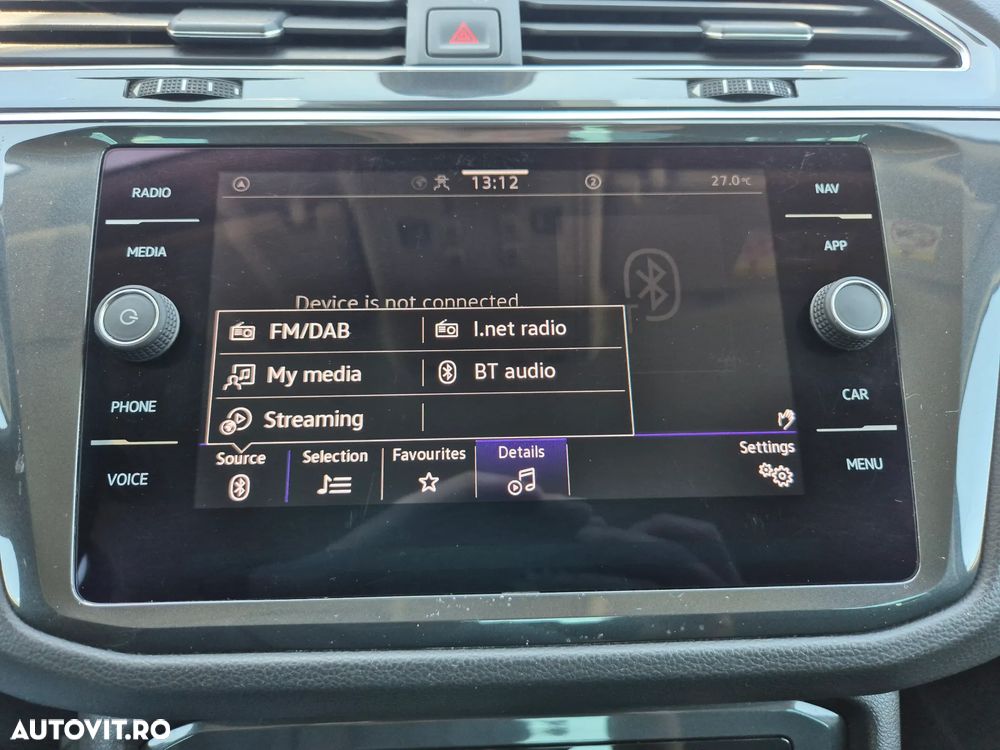 RADIO
NAV
13:12
2
27.0°C
MEDIA
APP
Device is not connected
FM/DAB
I.net radio
My media
BT audio
Streaming
PHONE
CAR
Source
Selection
Favourites
Details
Settings
VOICE
MENU
AUTOVIT.RO